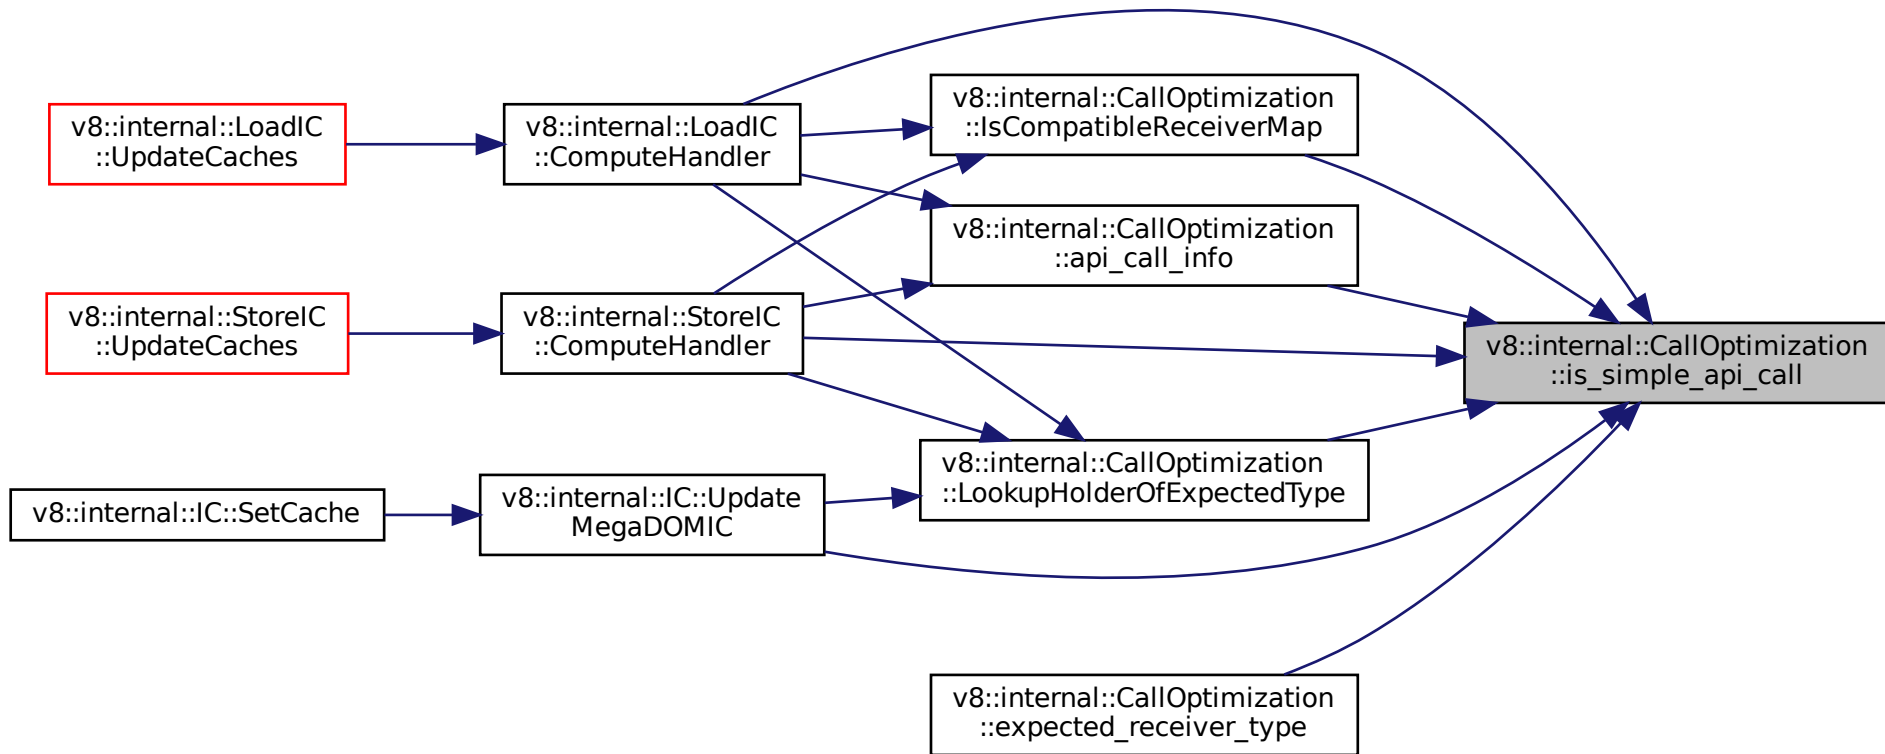 v8::internal::CallOptimization
::IsCompatibleReceiverMap
v8::internal::LoadIC
::UpdateCaches
v8::internal::LoadIC
::ComputeHandler
v8::internal::CallOptimization
::api_call_info
v8::internal::StoreIC
::UpdateCaches
v8::internal::StoreIC
::ComputeHandler
v8::internal::CallOptimization
::is_simple_api_call
v8::internal::CallOptimization
::LookupHolderOfExpectedType
v8::internal::IC::SetCache
v8::internal::IC::Update
MegaDOMIC
v8::internal::CallOptimization
::expected_receiver_type